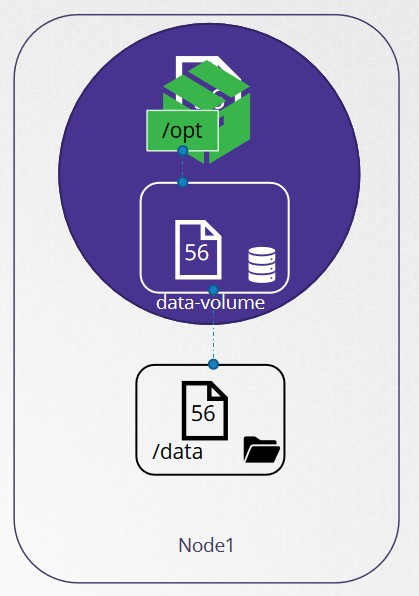 /opt
56
data-volume
56
/data
Node1